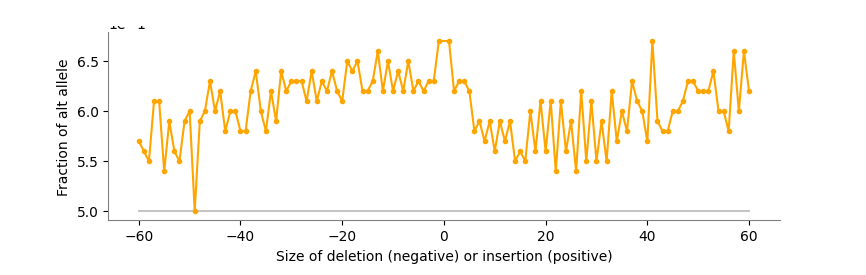 6.5
6.0
5.5
5.0
Fraction of alt allele
−60 −40 −20 0 20 40 60
Size of deletion (negative) or insertion (positive)